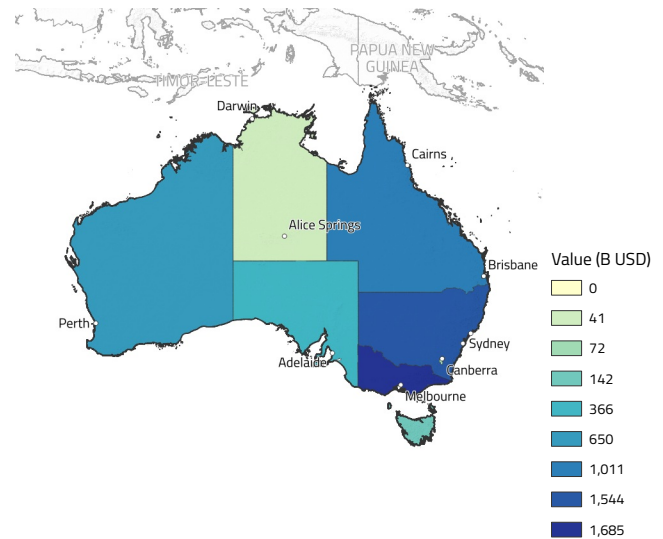 PAPUA NEW
GUINEA
TIMOR-LESTE
Darwin
Cairns
Alice Springs
Brisbane
Perth
Sydney
Adelaide
Canberra
Melbourne
Value (B USD)
0
41
72
142
366
650
1,011
1,544
1,685